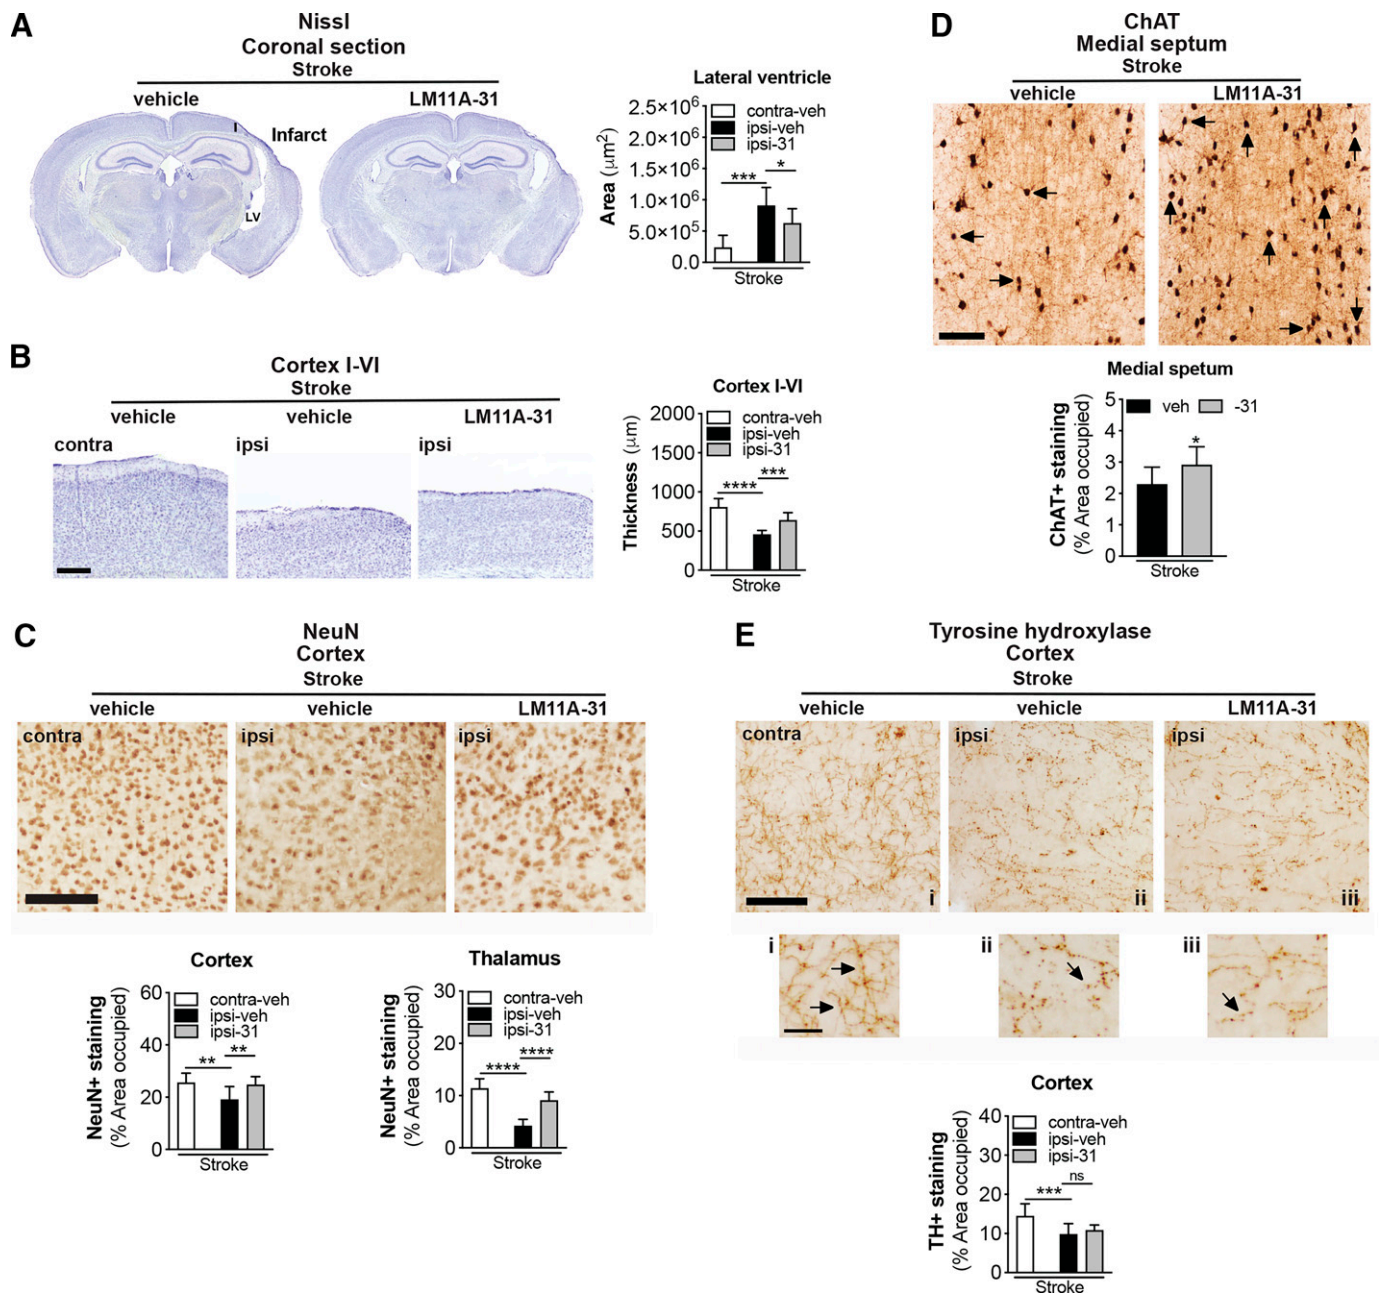 A
Nissl
Coronal section
Stroke
vehicle
LM11A-31
I
Infarct
LV
Lateral ventricle
Area (μm²)
2.5×10⁶
2.0×10⁶
1.5×10⁶
1.0×10⁶
5.0×10⁵
0.0
contra-veh
ipsi-veh
ipsi-31
***
*
Stroke
B
Cortex I-VI
Stroke
vehicle
vehicle
LM11A-31
contra
ipsi
ipsi
Cortex I-VI
Thickness (μm)
2000
1500
1000
500
0
contra-veh
ipsi-veh
ipsi-31
****
***
Stroke
C
NeuN
Cortex
Stroke
vehicle
vehicle
LM11A-31
contra
ipsi
ipsi
Cortex
NeuN+ staining
(% Area occupied)
60
40
20
0
contra-veh
ipsi-veh
ipsi-31
**
**
Stroke
Thalamus
NeuN+ staining
(% Area occupied)
30
20
10
0
contra-veh
ipsi-veh
ipsi-31
****
****
Stroke
D
ChAT
Medial septum
Stroke
vehicle
LM11A-31
Medial spetum
ChAT+ staining
(% Area occupied)
5
4
3
2
1
0
veh
-31
*
Stroke
E
Tyrosine hydroxylase
Cortex
Stroke
vehicle
vehicle
LM11A-31
contra
ipsi
ipsi
i
ii
iii
i
ii
iii
Cortex
TH+ staining
(% Area occupied)
40
30
20
10
0
contra-veh
ipsi-veh
ipsi-31
***
ns
Stroke